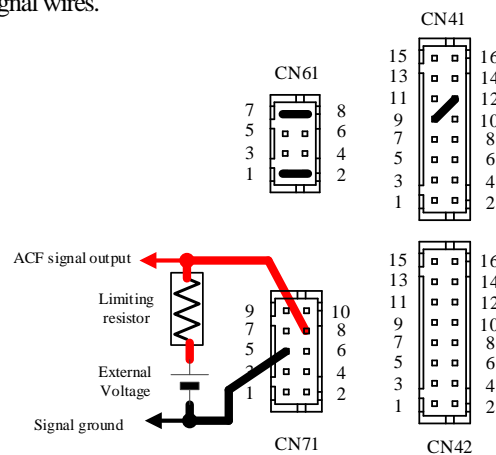 gnal wires.
CN41
15 16
13 14
11 12
9 10
7 8
5 6
3 4
1 2
CN61
7 8
5 6
3 4
1 2
ACF signal output
Limiting
resistor
External
Voltage
Signal ground
9 10
7 8
5 6
3 4
1 2
CN71
15 16
13 14
11 12
9 10
7 8
5 6
3 4
1 2
CN42